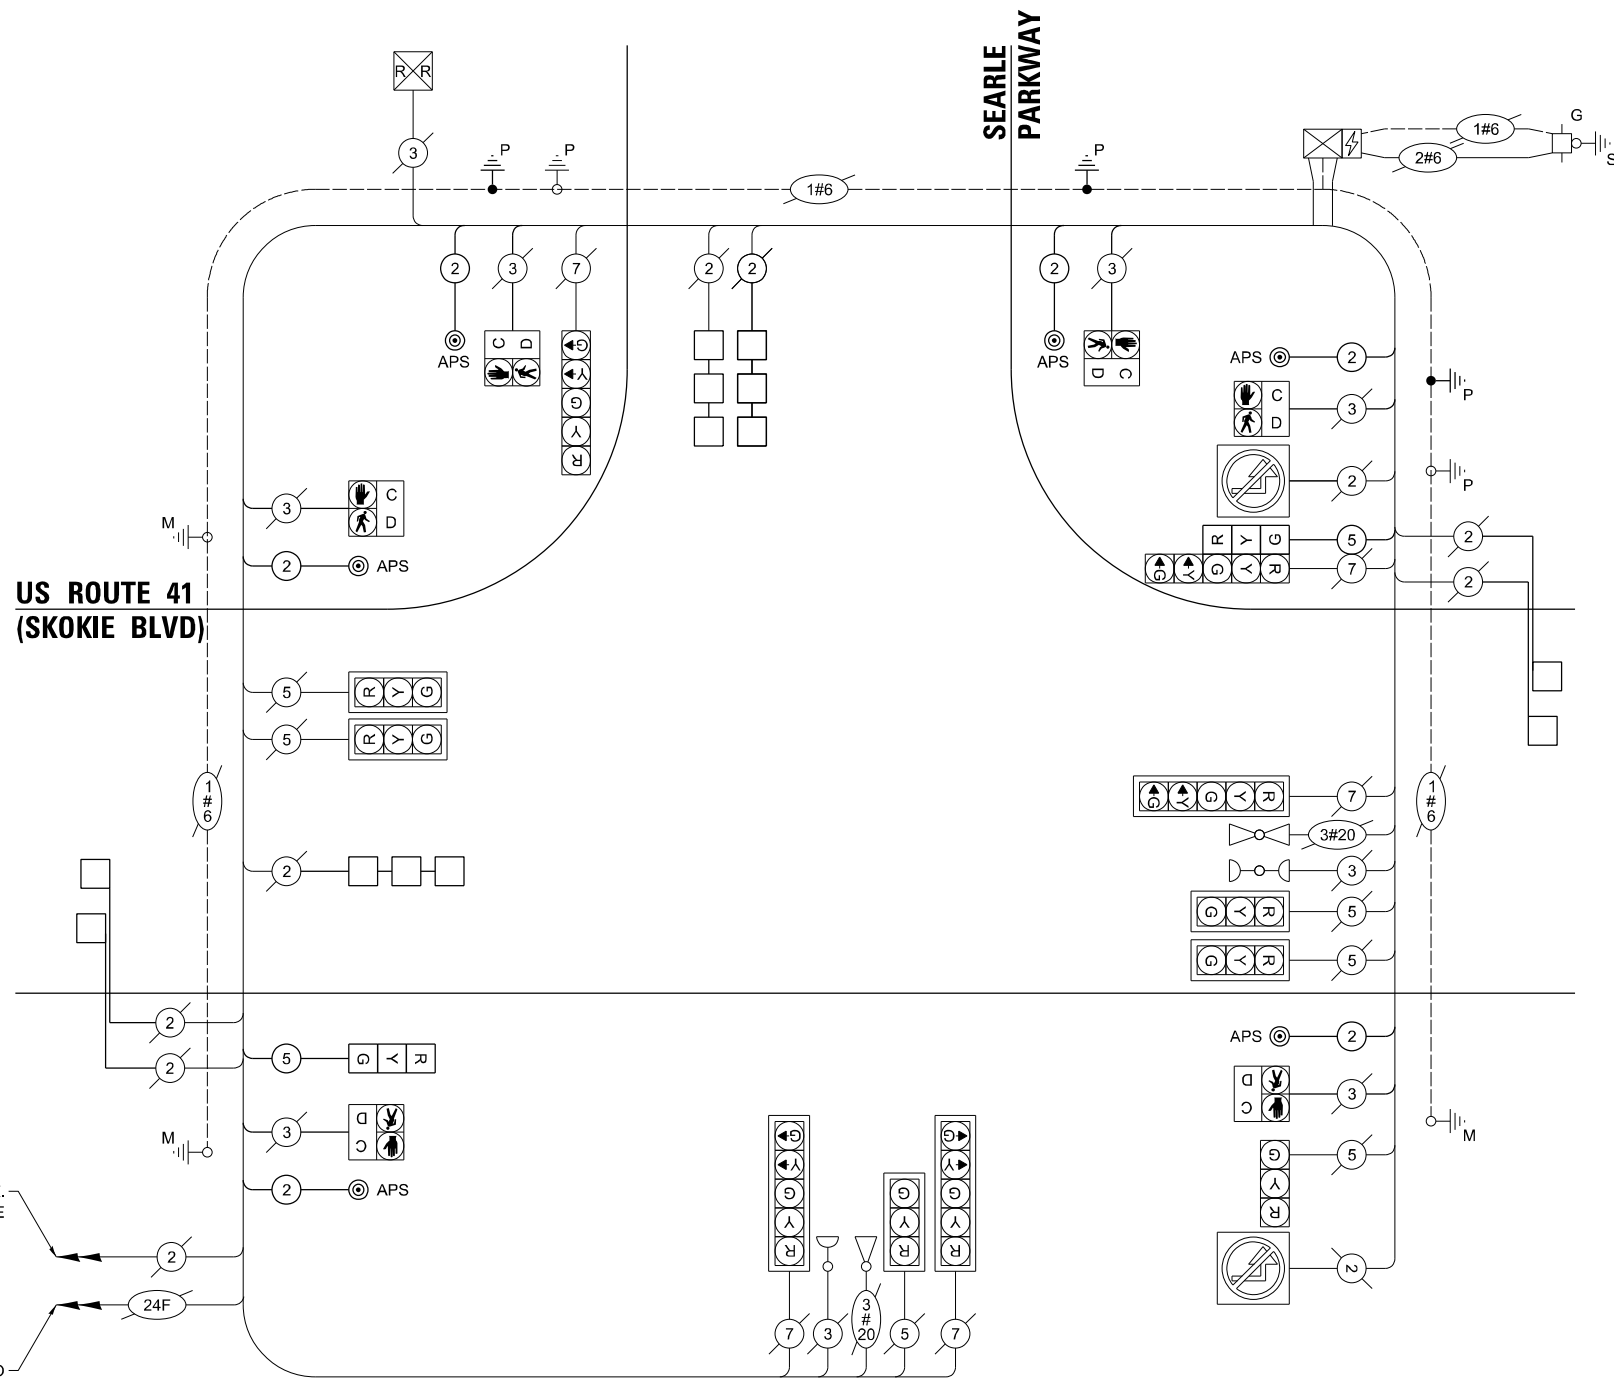 SEARLE
PARKWAY
R R
G
1#6
3
P P P
S
2#6
1#6
2 3 7 2 2 2 3
APS
C D
G
Y
G
Y
R
APS
D C
APS 2
P
C
D
3
2
P
R Y G 5
G Y G Y R 7
2
2
3
C
D
M
2 APS
US ROUTE 41
(SKOKIE BLVD)
5 R Y G
5 R Y G
1
#
6
2
G Y G Y R 7
3#20
3
G Y R 5
G Y R 5
1
#
6
2
2
5 G Y R
3
D
C
M
2 APS
APS 2
D
C
3
M
G
Y
R
5
2
G
Y
G
Y
R
G
Y
R
G
Y
G
Y
R
E
2
24F
7 3
3
#
20
5 7